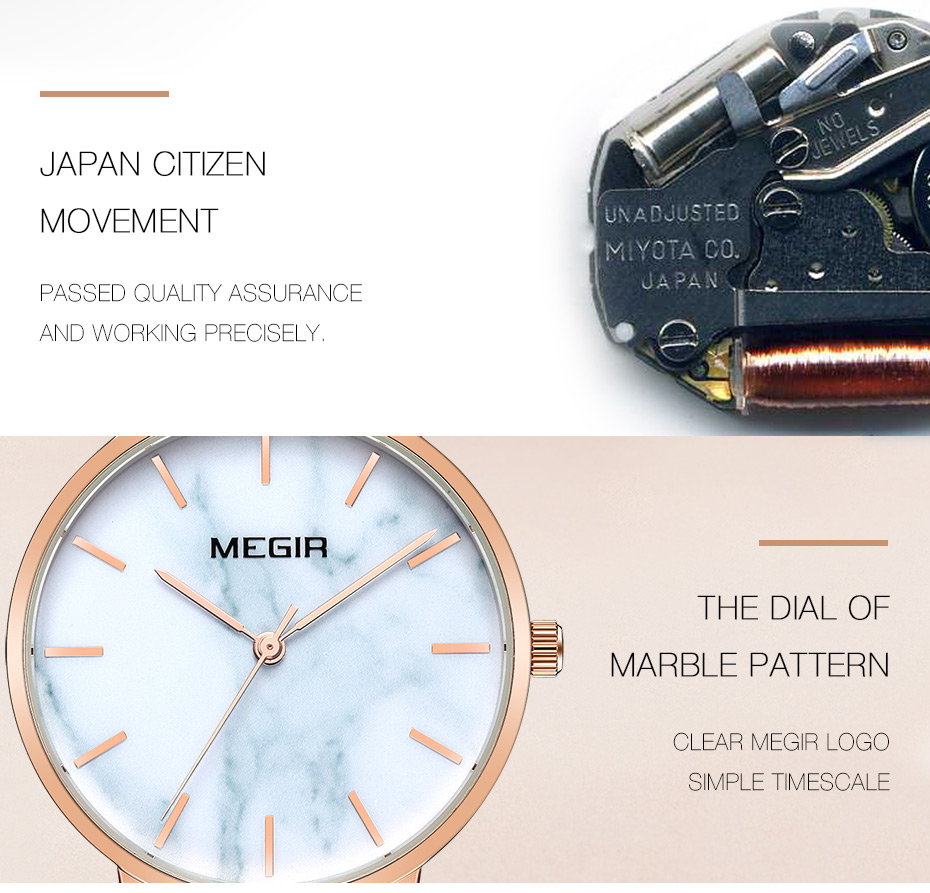 JAPAN CITIZEN
MOVEMENT
PASSED QUALITY ASSURANCE
AND WORKING PRECISELY.
NO
JEWELS
UNADJUSTED
MIYOTA CO.
JAPAN
MEGIR
THE DIAL OF
MARBLE PATTERN
CLEAR MEGIR LOGO
SIMPLE TIMESCALE